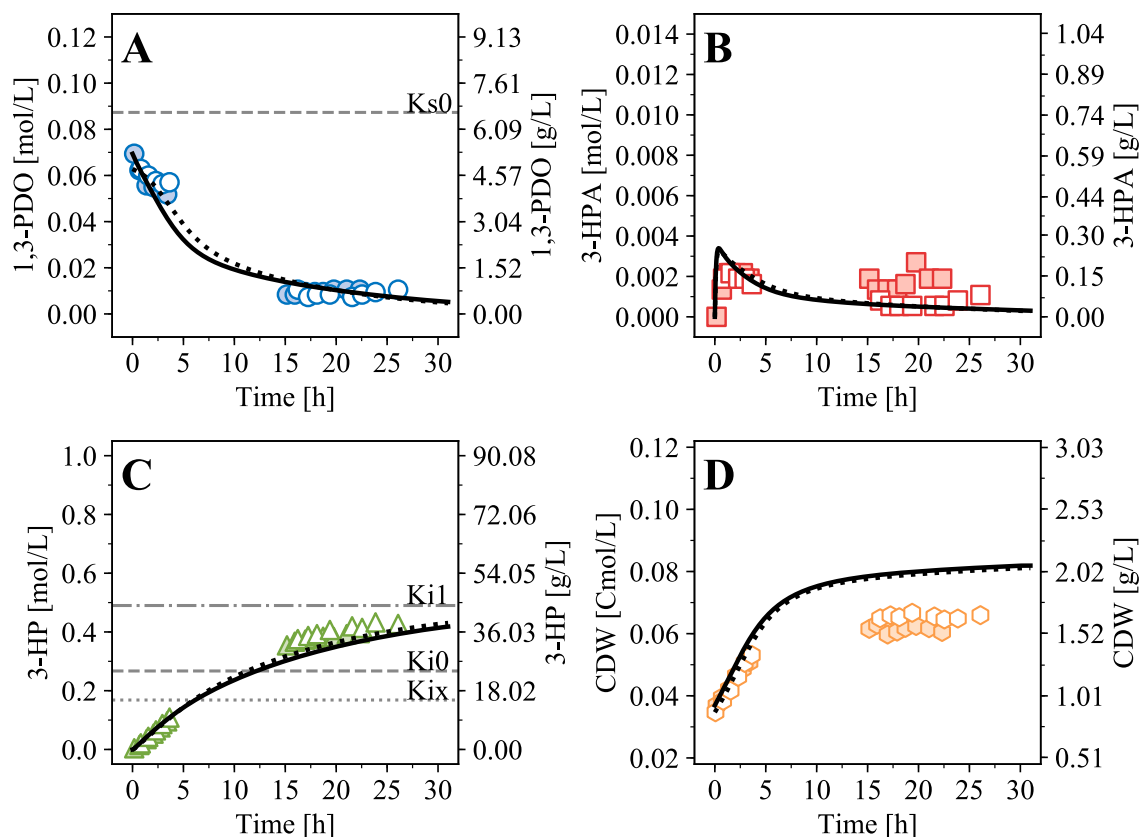 A
1,3-PDO [mol/L]
0.12
0.10
0.08
0.06
0.04
0.02
0.00
Ks0
9.13
7.61
6.09
4.57
3.04
1.52
0.00
1,3-PDO [g/L]
0 5 10 15 20 25 30
Time [h]
B
3-HPA [mol/L]
0.014
0.012
0.010
0.008
0.006
0.004
0.002
0.000
1.04
0.89
0.74
0.59
0.44
0.30
0.15
0.00
3-HPA [g/L]
0 5 10 15 20 25 30
Time [h]
C
3-HP [mol/L]
1.0
0.8
0.6
0.4
0.2
0.0
Ki1
Ki0
Kix
90.08
72.06
54.05
36.03
18.02
0.00
3-HP [g/L]
0 5 10 15 20 25 30
Time [h]
D
CDW [Cmol/L]
0.12
0.10
0.08
0.06
0.04
0.02
3.03
2.53
2.02
1.52
1.01
0.51
CDW [g/L]
0 5 10 15 20 25 30
Time [h]